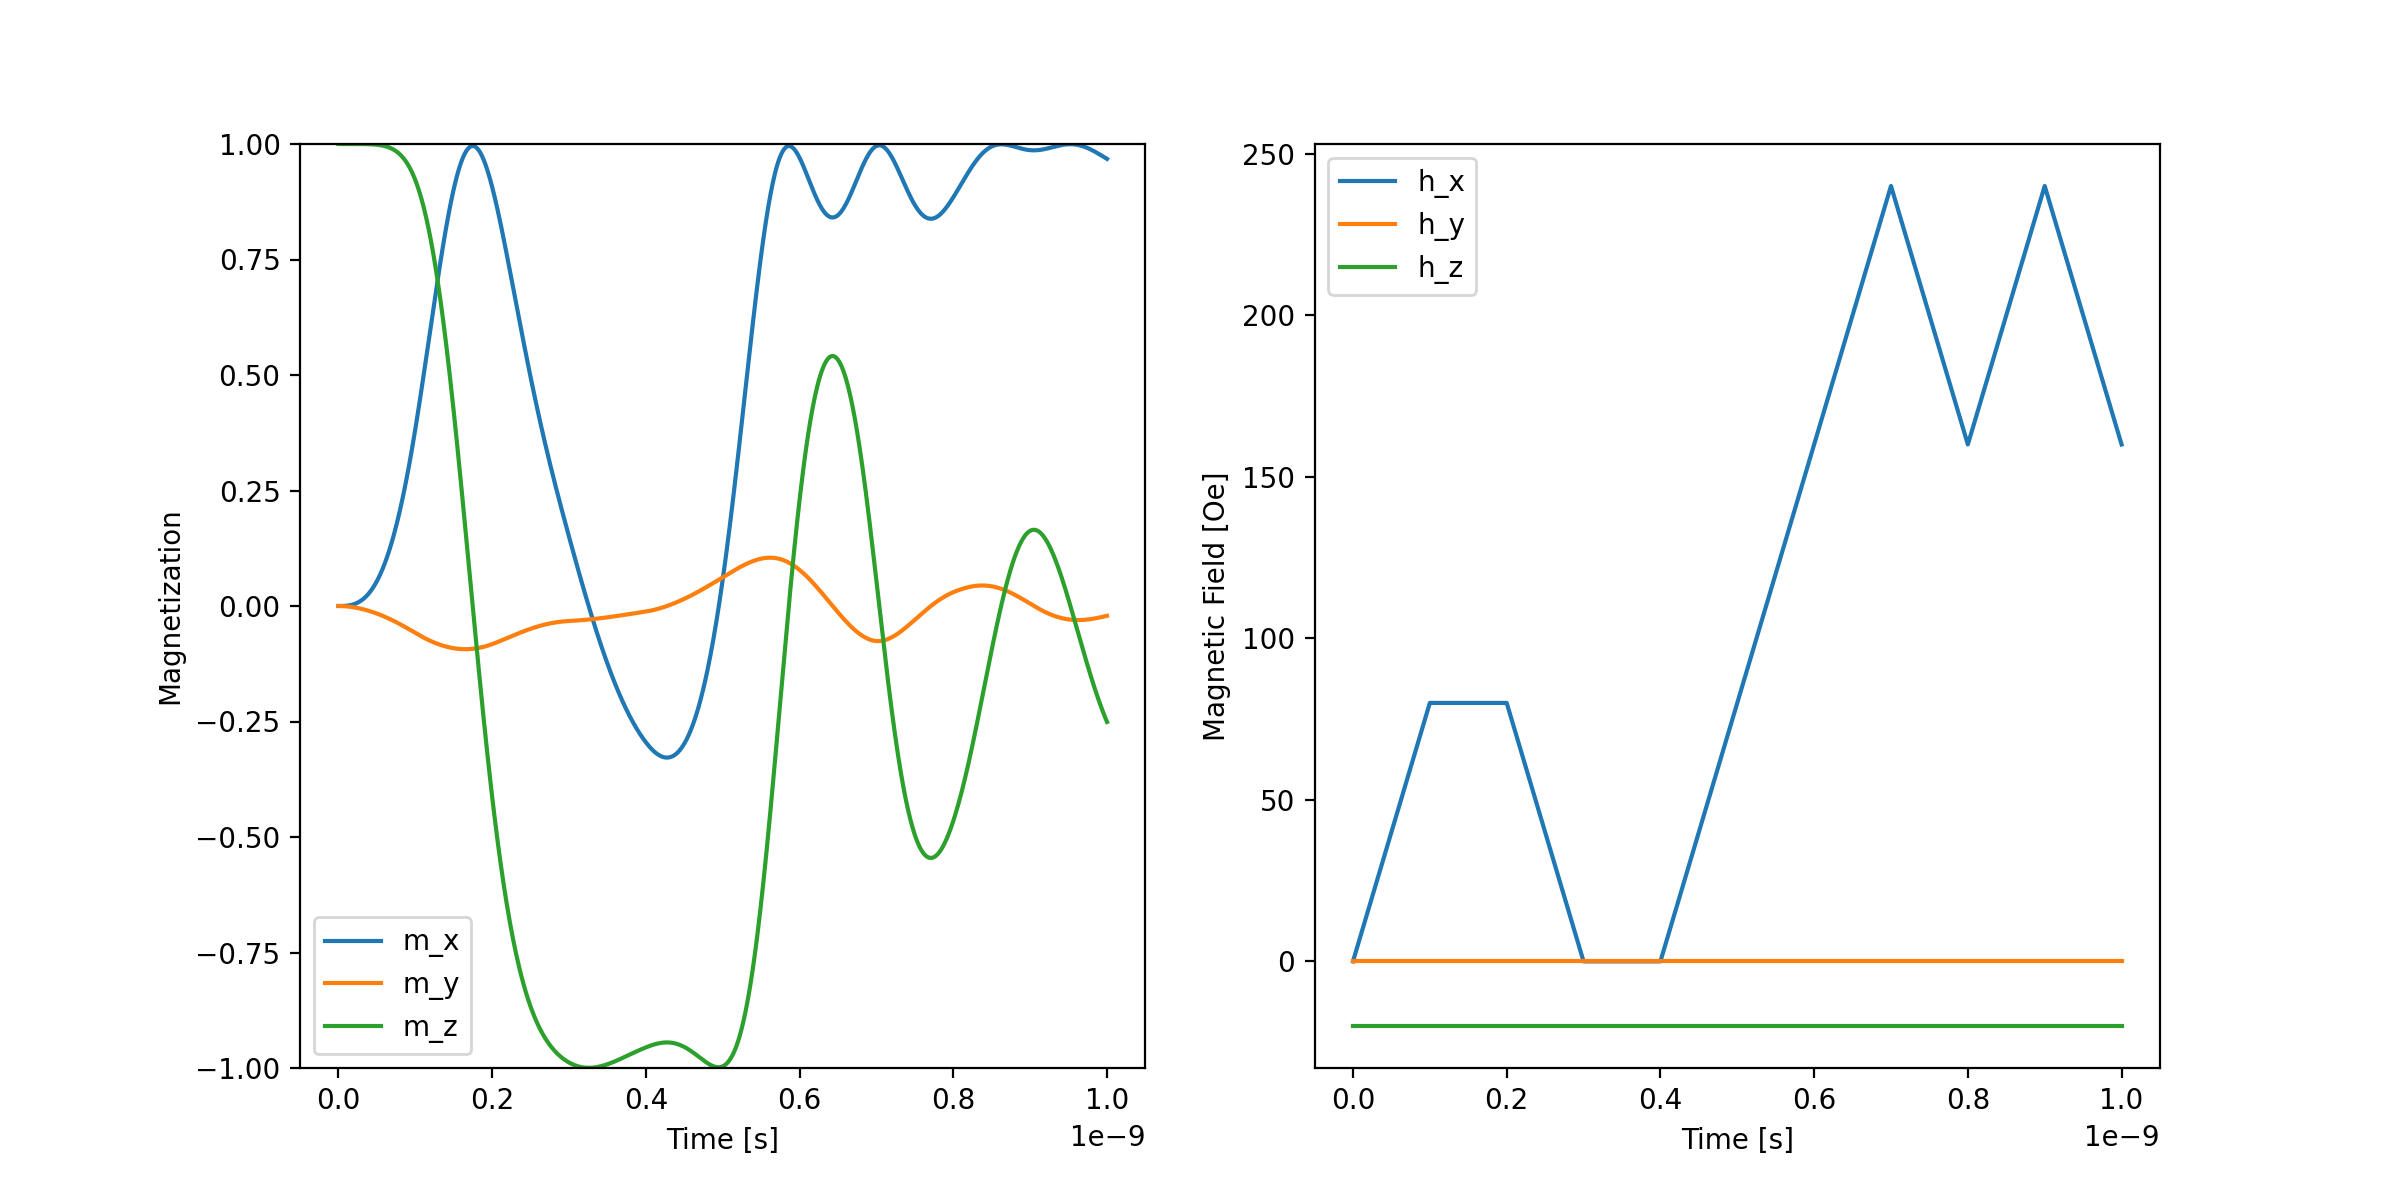 1.00
0.75
0.50
0.25
0.00
−0.25
−0.50
−0.75
−1.00
Magnetization
m_x
m_y
m_z
0.0 0.2 0.4 0.6 0.8 1.0
Time [s]
1e−9
250
200
150
100
50
0
Magnetic Field [Oe]
h_x
h_y
h_z
0.0 0.2 0.4 0.6 0.8 1.0
Time [s]
1e−9